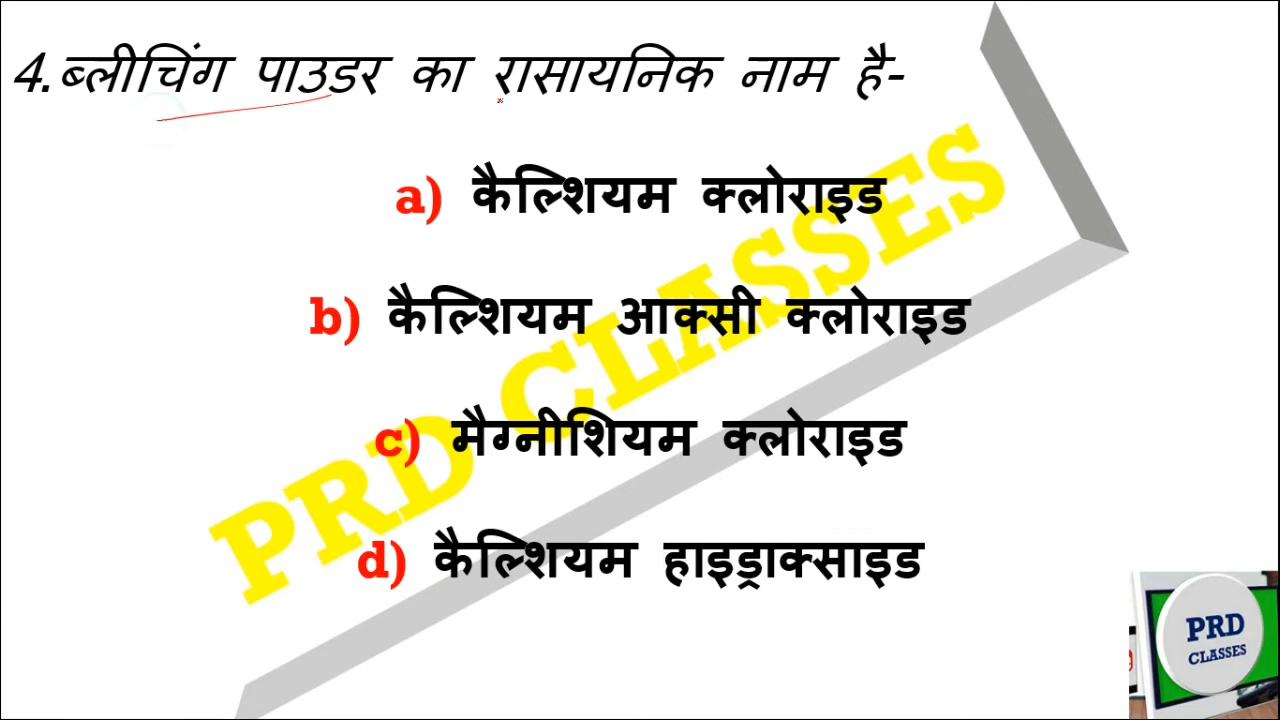 4.ब्लीचिंग पाउडर का रासायनिक नाम है-
a) कैल्शियम क्लोराइड
b) कैल्शियम आक्सी क्लोराइड
c) मैग्नीशियम क्लोराइड
d) कैल्शियम हाइड्राक्साइड
PRD CLASSES
PRD
CLASSES